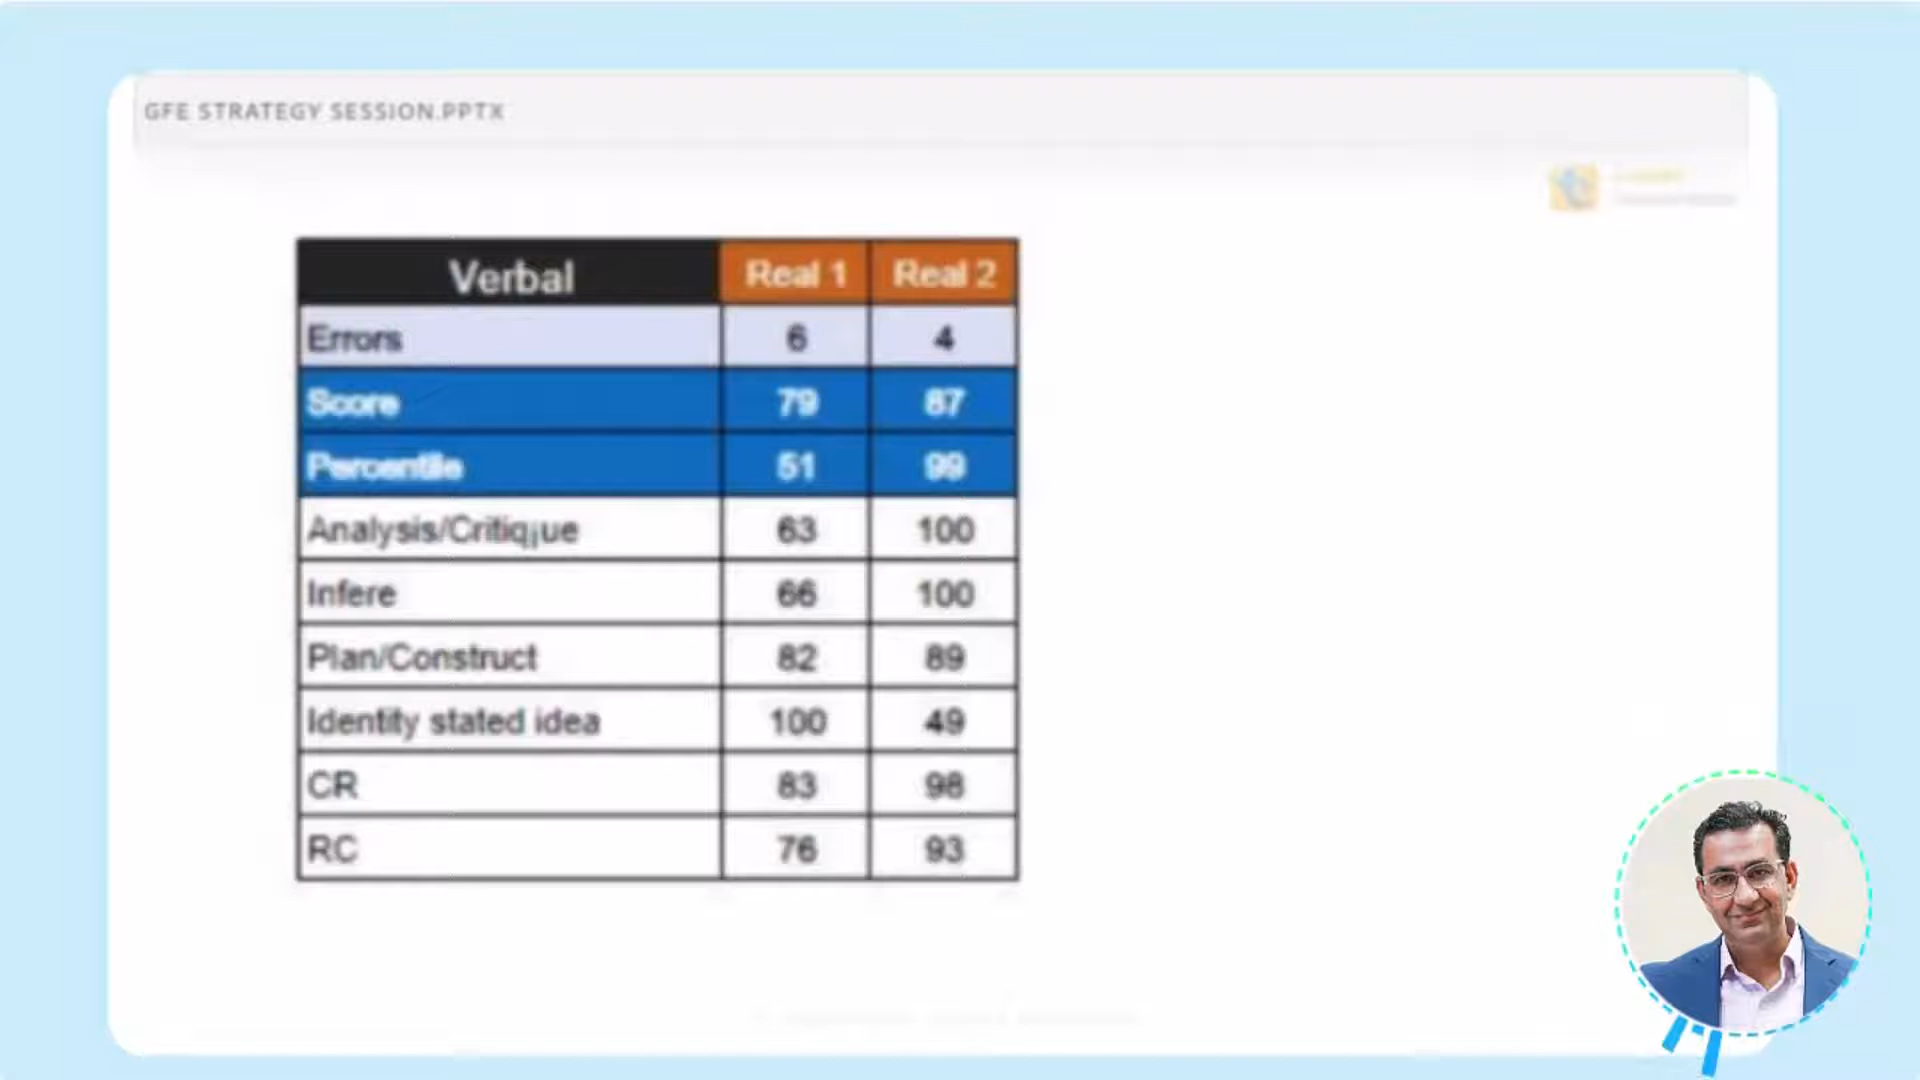 GFE STRATEGY SESSION.PPTX
Verbal Real 1 Real 2
Errors 6 4
Score 79 87
Percentile 51 99
Analysis/Critiq¡ue 63 100
Infere 66 100
Plan/Construct 82 89
Identity stated idea 100 49
CR 83 98
RC 76 93